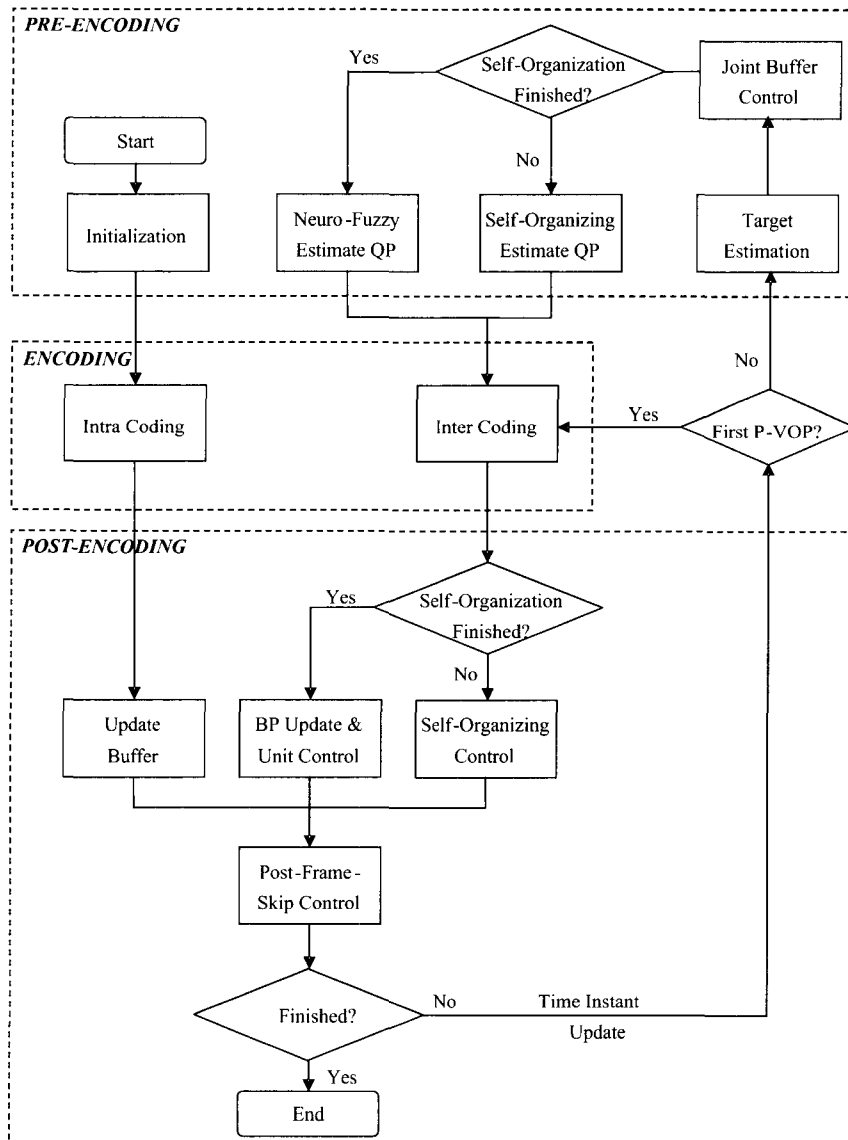 PRE-ENCODING
Yes
Self-Organization
Finished?
Joint Buffer
Control
Start
No
Initialization
Neuro-Fuzzy
Estimate QP
Self-Organizing
Estimate QP
Target
Estimation
ENCODING
No
Intra Coding
Inter Coding
Yes
First P-VOP?
POST-ENCODING
Yes
Self-Organization
Finished?
No
Update
Buffer
BP Update &
Unit Control
Self-Organizing
Control
Post-Frame-
Skip Control
Finished?
No
Time Instant
Update
Yes
End